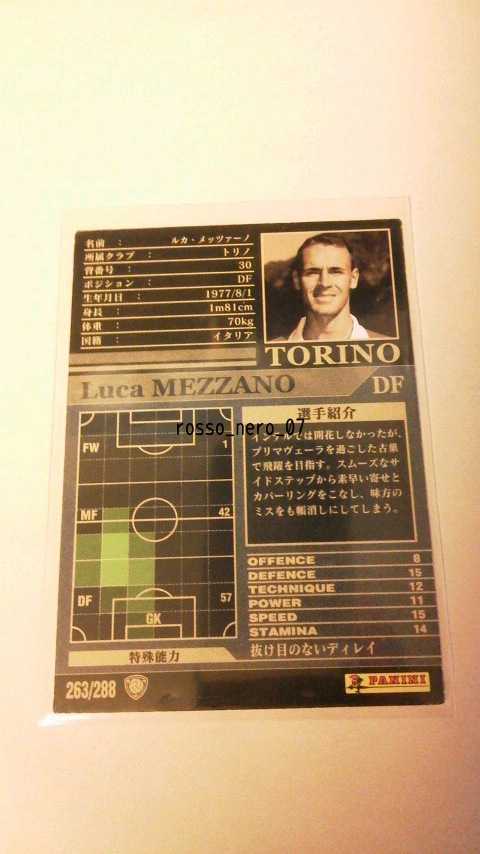 名前 ： ルカ・メッツァーノ
所属クラブ ： トリノ
背番号 ： 30
ポジション ： DF
生年月日 ： 1977/8/1
身長 ： 1m81cm
体重 ： 70kg
国籍 ： イタリア
TORINO
Luca MEZZANO DF
rosso_nero_07
FW 1
MF 42
DF 57
GK
選手紹介
インテルでは開花しなかったが、
プリマヴェーラを過ごした古巣
で飛躍を目指す。スムーズなサ
イドステップから素早い寄せと
カバーリングをこなし、味方の
ミスをも帳消しにしてしまう。
OFFENCE 8
DEFENCE 15
TECHNIQUE 12
POWER 11
SPEED 15
STAMINA 14
特殊能力 抜け目のないディレイ
263/288
PANINI